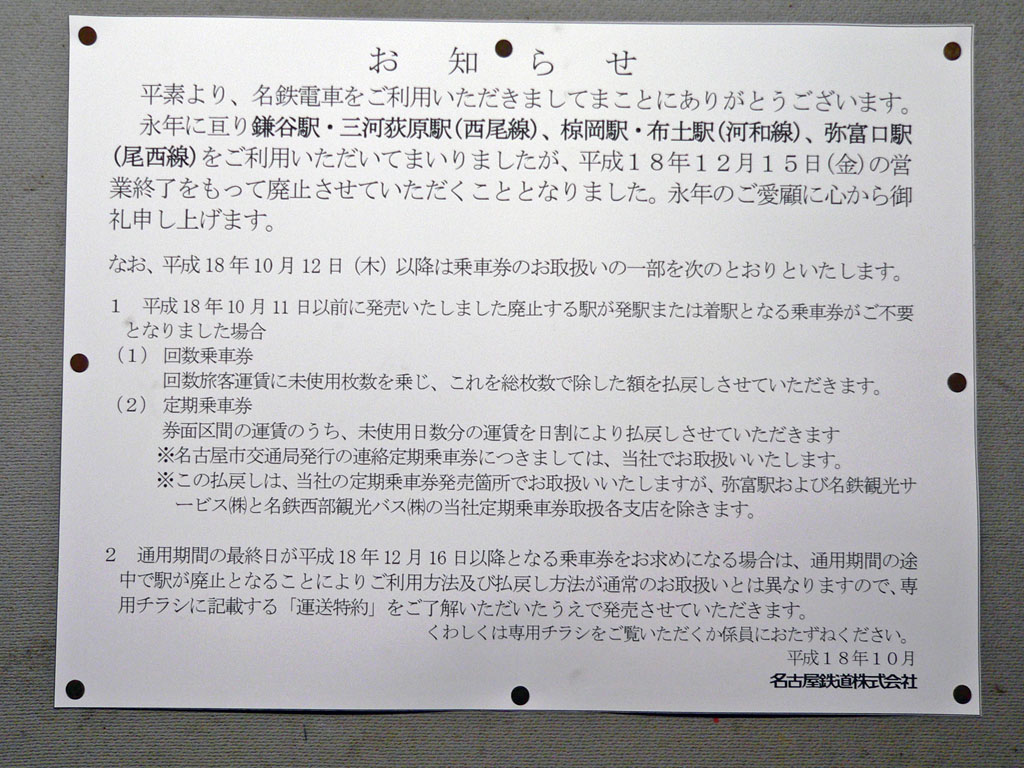 お知らせ
平素より、名鉄電車をご利用いただきましてまことにありがとうございます。
永年に亘り鎌谷駅・三河荻原駅(西尾線)、椋岡駅・布土駅(河和線)、弥富口駅
(尾西線)をご利用いただいてまいりましたが、平成１８年１２月１５日(金)の営
業終了をもって廃止させていただくこととなりました。永年のご愛顧に心から御
礼申し上げます。
なお、平成 18 年 10 月 12 日（木）以降は乗車券のお取扱いの一部を次のとおりといたします。
１　平成 18 年 10 月 11 日以前に発売いたしました廃止する駅が発駅または着駅となる乗車券がご不要
となりました場合
（１） 回数乗車券
回数旅客運賃に未使用枚数を乗じ、これを総枚数で除した額を払戻しさせていただきます。
（２） 定期乗車券
券面区間の運賃のうち、未使用日数分の運賃を日割により払戻しさせていただきます
※名古屋市交通局発行の連絡定期乗車券につきましては、当社でお取扱いいたします。
※この払戻しは、当社の定期乗車券発売箇所でお取扱いいたしますが、弥富駅および名鉄観光サ
ービス㈱と名鉄西部観光バス㈱の当社定期乗車券取扱各支店を除きます。
２　通用期間の最終日が平成 18 年 12 月 16 日以降となる乗車券をお求めになる場合は、通用期間の途
中で駅が廃止となることによりご利用方法及び払戻し方法が通常のお取扱いとは異なりますので、専
用チラシに記載する「運送特約」をご了解いただいたうえで発売させていただきます。
くわしくは専用チラシをご覧いただくか係員におたずねください。
平成１８年１０月
名古屋鉄道株式会社